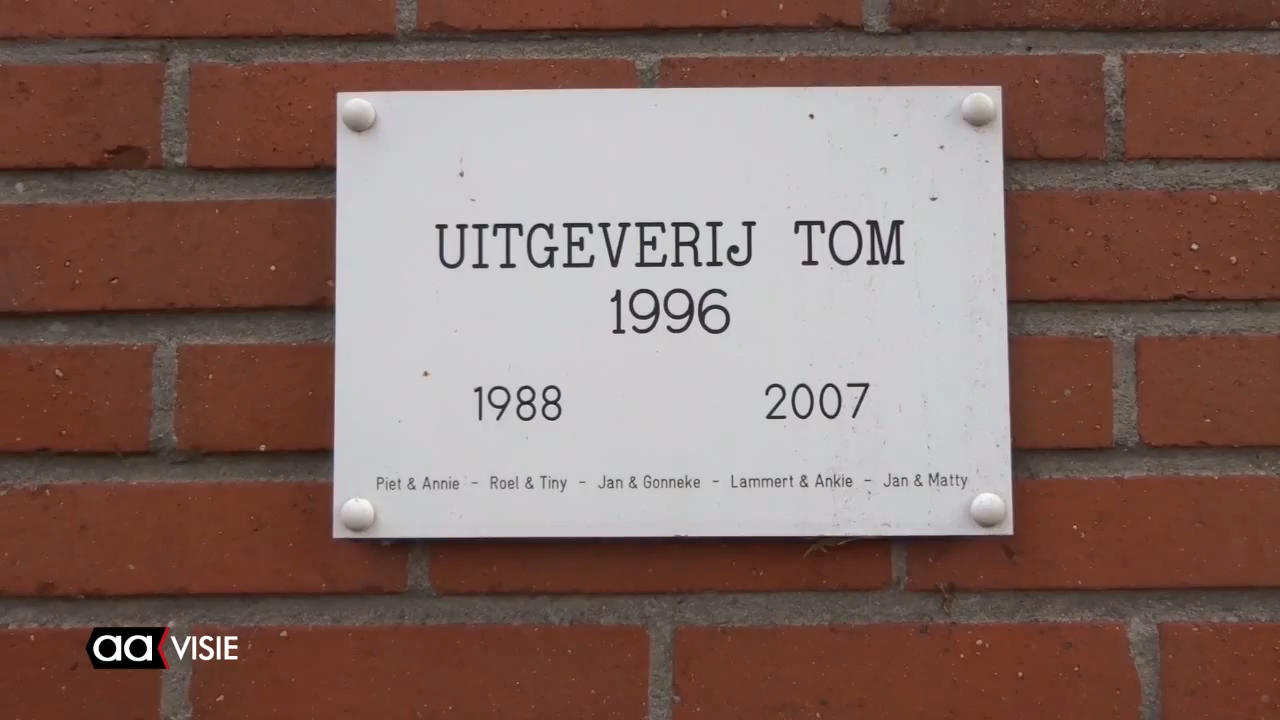 UITGEVERIJ TOM
1996
1988 2007
Piet & Annie - Roel & Tiny - Jan & Gonneke - Lammert & Ankie - Jan & Matty
aa VISIE